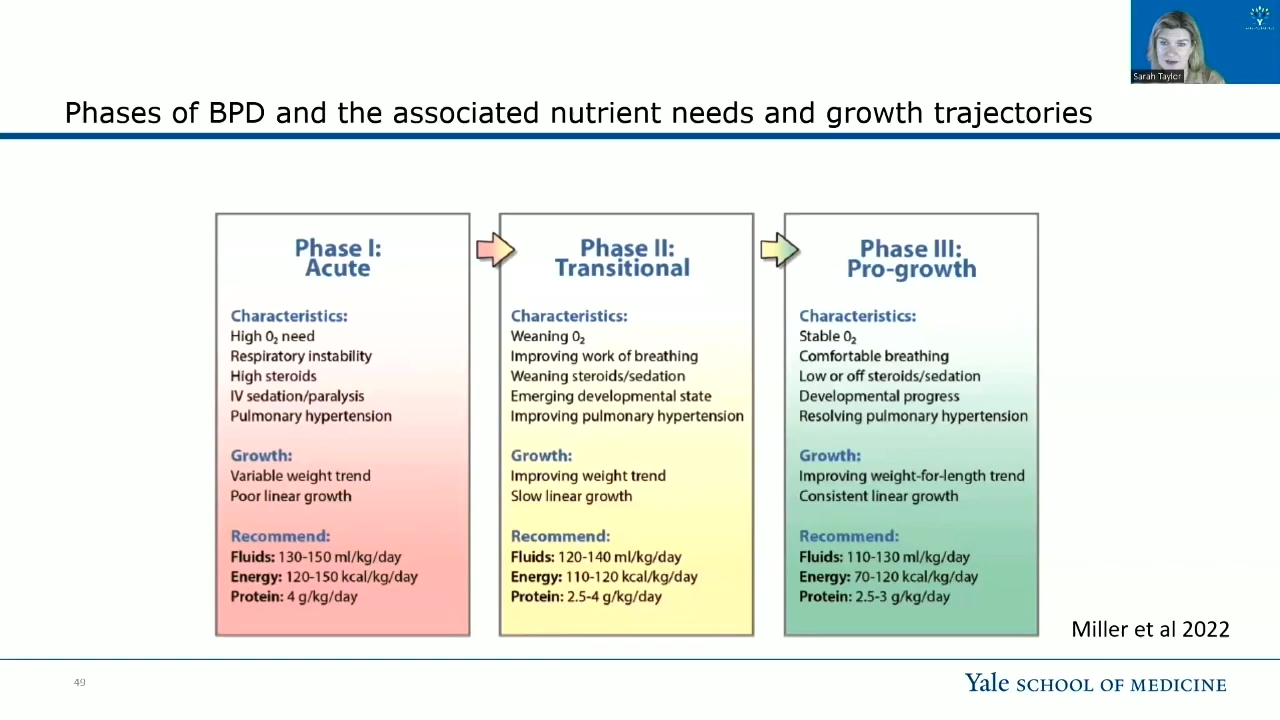 Sarah Taylor
Phases of BPD and the associated nutrient needs and growth trajectories
Phase I:
Acute
Characteristics:
High O₂ need
Respiratory instability
High steroids
IV sedation/paralysis
Pulmonary hypertension
Growth:
Variable weight trend
Poor linear growth
Recommend:
Fluids: 130-150 ml/kg/day
Energy: 120-150 kcal/kg/day
Protein: 4 g/kg/day
Phase II:
Transitional
Characteristics:
Weaning O₂
Improving work of breathing
Weaning steroids/sedation
Emerging developmental state
Improving pulmonary hypertension
Growth:
Improving weight trend
Slow linear growth
Recommend:
Fluids: 120-140 ml/kg/day
Energy: 110-120 kcal/kg/day
Protein: 2.5-4 g/kg/day
Phase III:
Pro-growth
Characteristics:
Stable O₂
Comfortable breathing
Low or off steroids/sedation
Developmental progress
Resolving pulmonary hypertension
Growth:
Improving weight-for-length trend
Consistent linear growth
Recommend:
Fluids: 110-130 ml/kg/day
Energy: 70-120 kcal/kg/day
Protein: 2.5-3 g/kg/day
Miller et al 2022
49
Yale SCHOOL OF MEDICINE